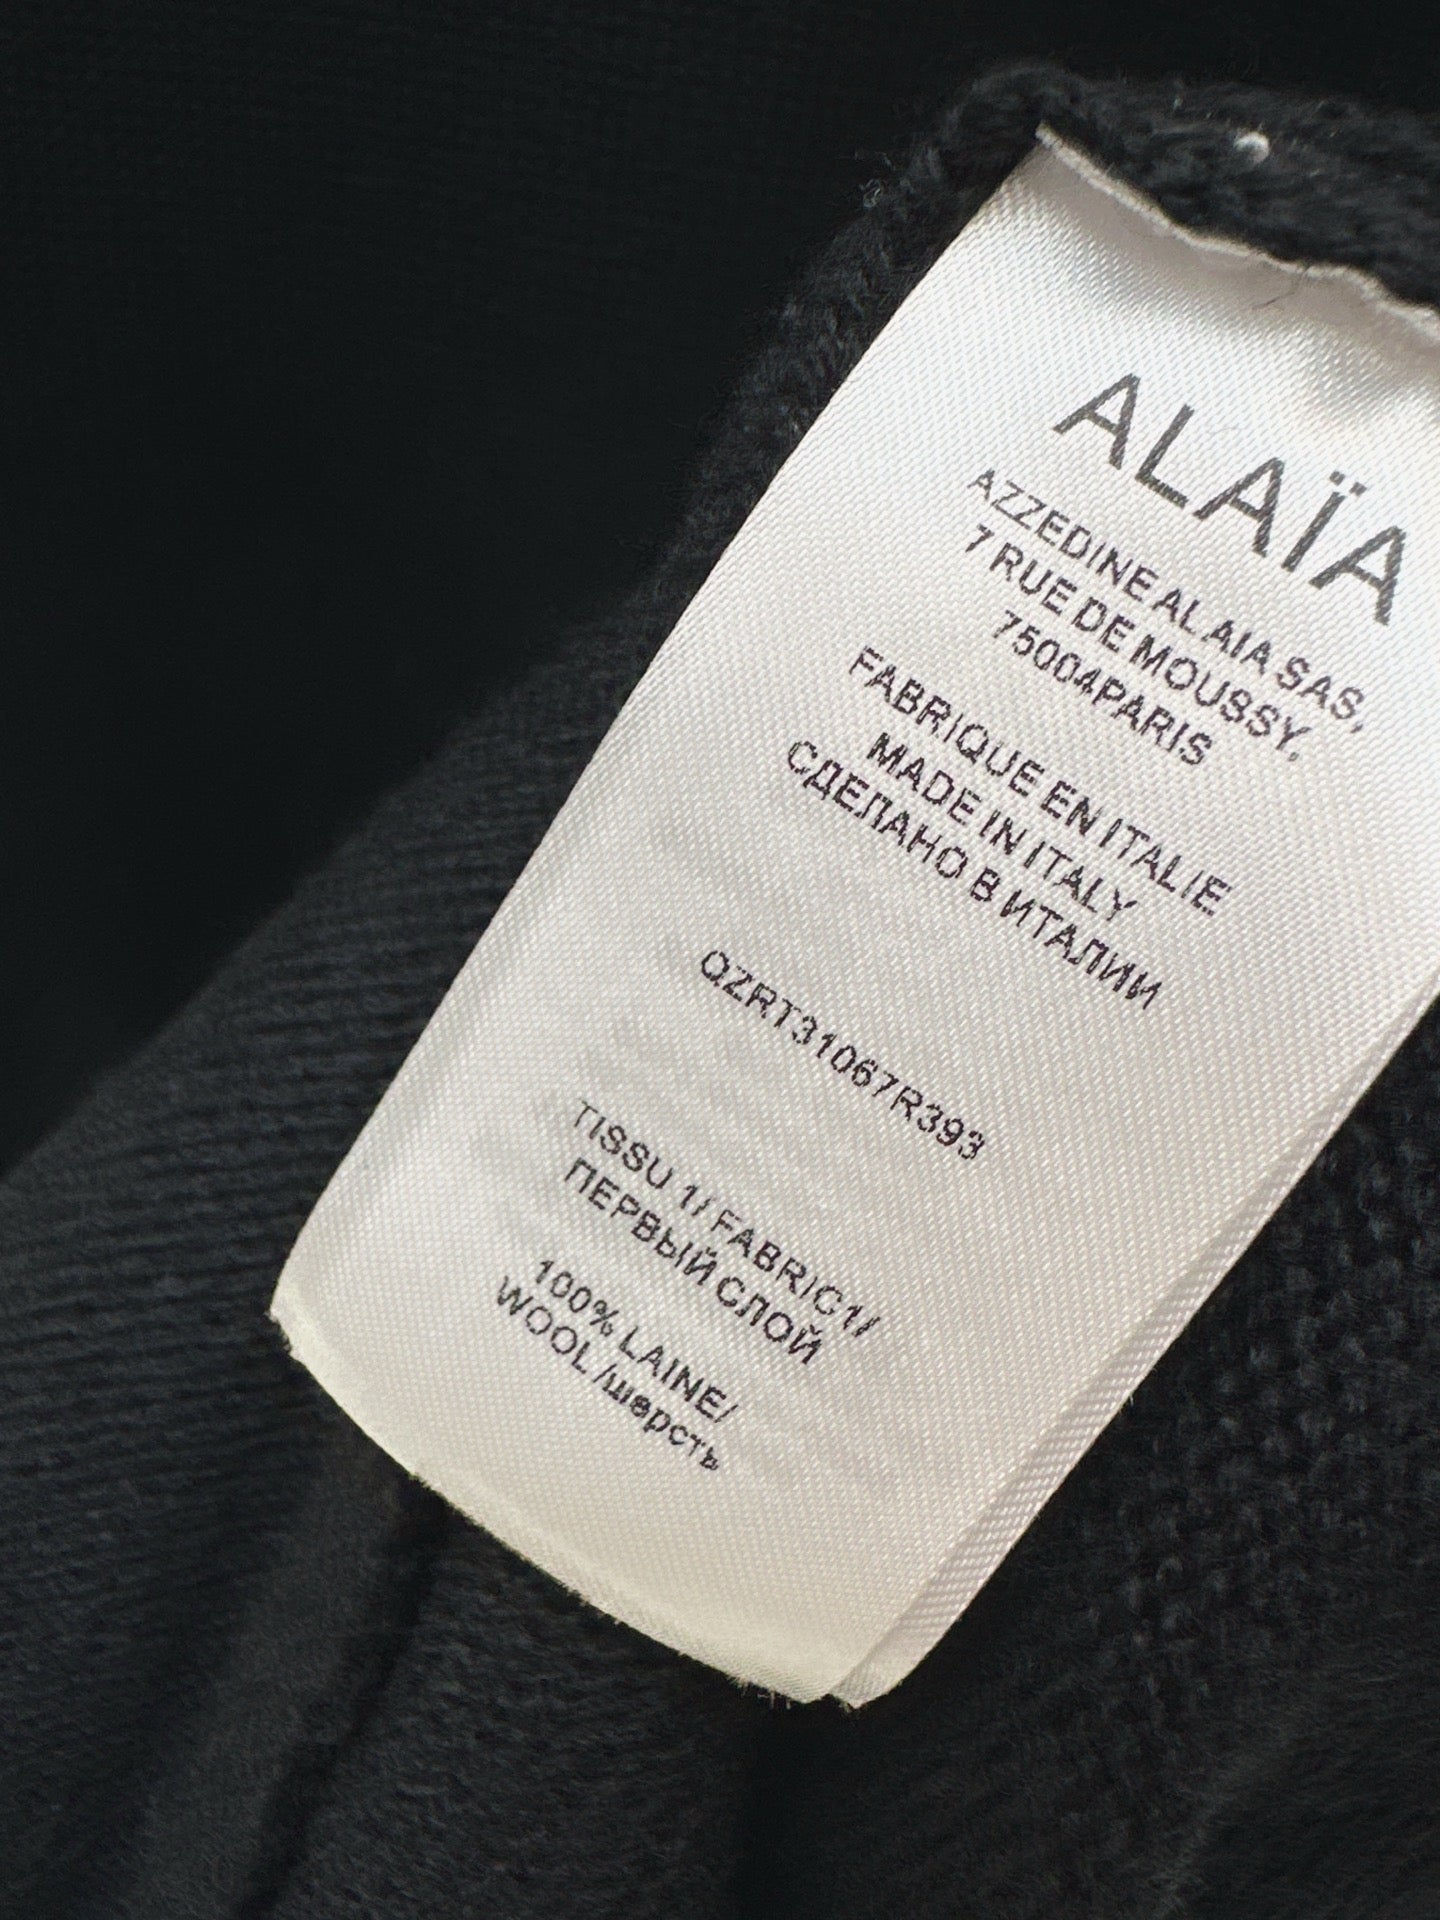 ALAÏA
AZZEDINE ALAIA SAS,
7 RUE DE MOUSSY,
75004PARIS
FABRIQUE EN ITALIE
MADE IN ITALY
СДЕЛАНО В ИТАЛИИ
QZRT31067R393
TISSU 1/ FABRIC1/
ПЕРВЫЙ СЛОЙ
100% LAINE/
WOOL/шерсть